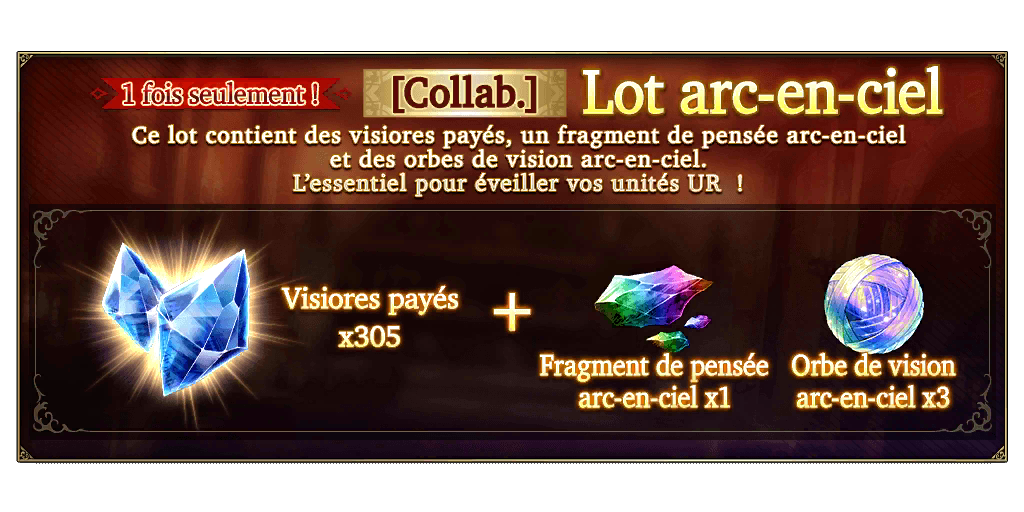 1 fois seulement !
[Collab.]
Lot arc-en-ciel
Ce lot contient des visiores payés, un fragment de pensée arc-en-ciel
et des orbes de vision arc-en-ciel.
L'essentiel pour éveiller vos unités UR !
Visiores payés
x305
+
Fragment de pensée
arc-en-ciel x1
Orbe de vision
arc-en-ciel x3